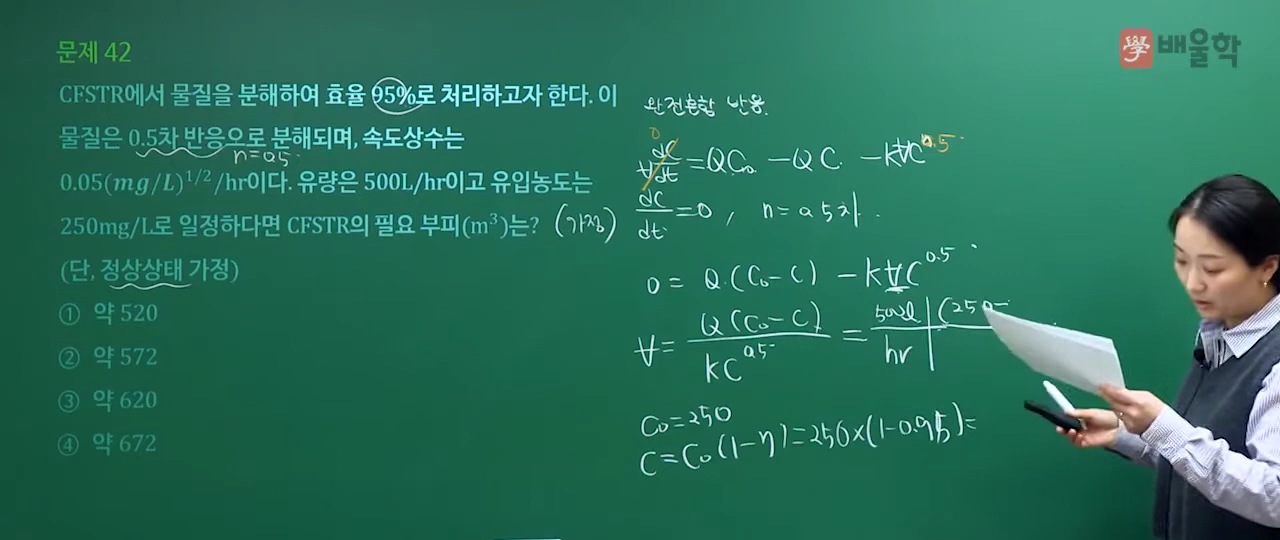 문제 42
CFSTR에서 물질을 분해하여 효율 95%로 처리하고자 한다. 이
물질은 0.5차 반응으로 분해되며, 속도상수는
n=0.5
0.05(mg/L)^1/2/hr이다. 유량은 500L/hr이고 유입농도는
250mg/L로 일정하다면 CFSTR의 필요 부피(m³)는? (가정)
(단, 정상상태 가정)
① 약 520
② 약 572
③ 약 620
④ 약 672
學 배울학
완전혼합 반응.
0
∀ dC/dt = QC₀ - QC - k∀C^0.5
dC/dt = 0, n = 0.5차.
0 = Q(C₀-C) - k∀C^0.5
∀ = Q(C₀-C) / kC^0.5 = 500L/hr | (250-
C₀=250
C=C₀(1-η)=250×(1-0.95)=